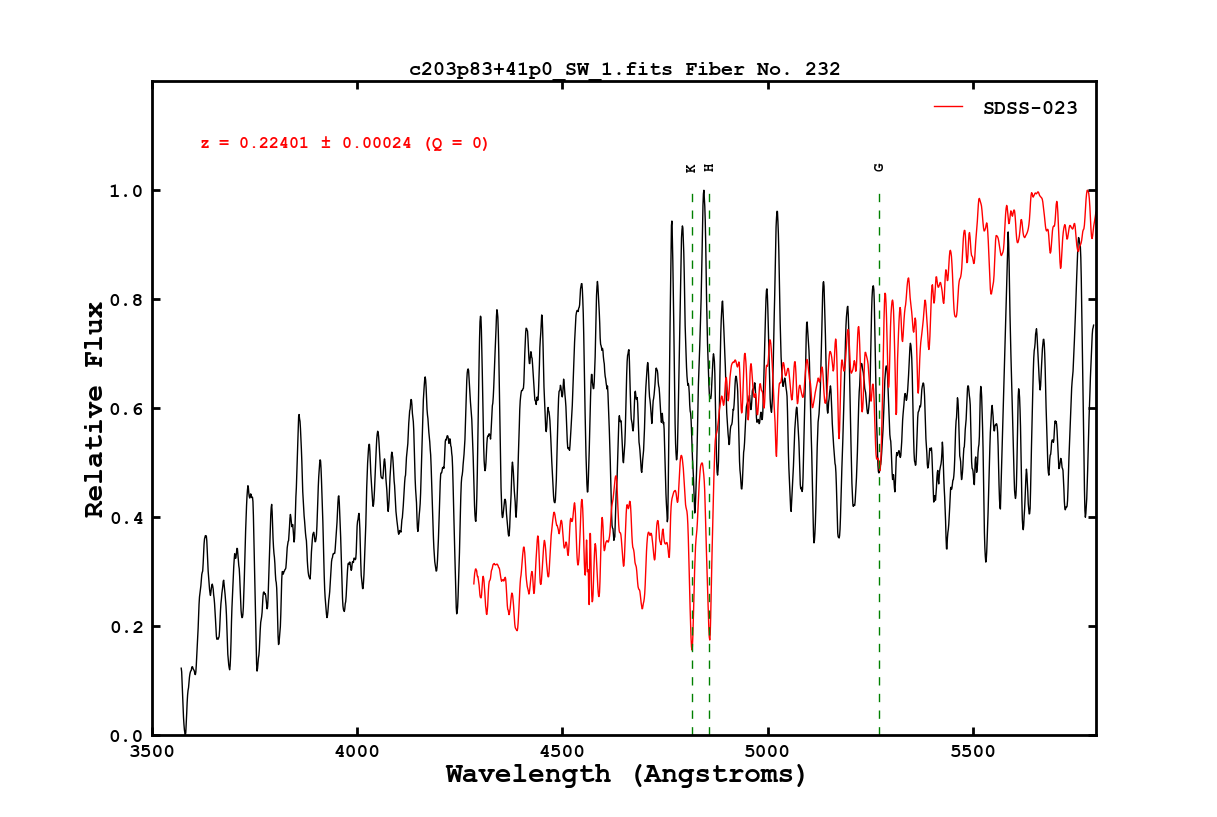 c203p83+41p0_SW_1.fits Fiber No. 232
SDSS-023
z = 0.22401 ± 0.00024 (Q = 0)
K H G
1.0
0.8
0.6
0.4
0.2
0.0
Relative Flux
3500 4000 4500 5000 5500
Wavelength (Angstroms)